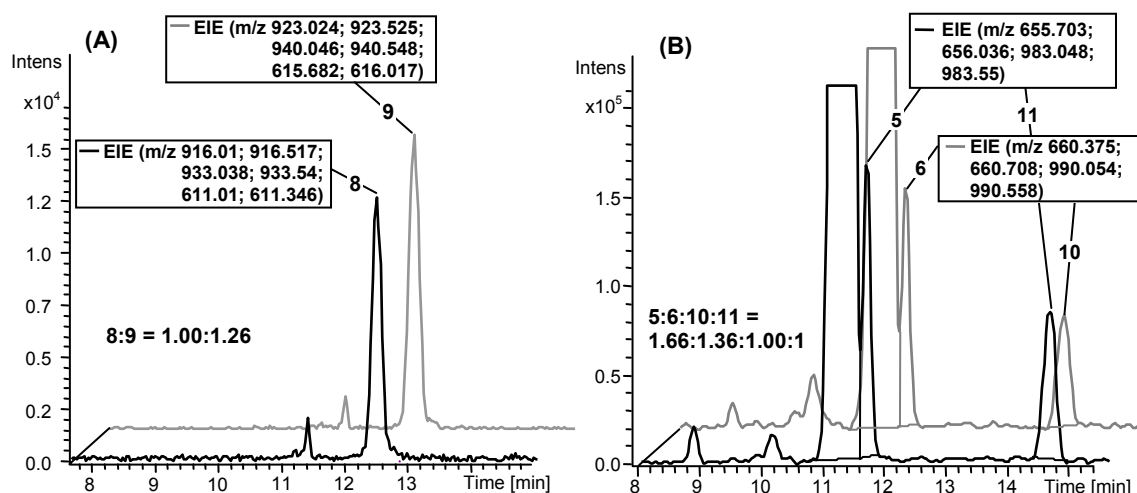 (A)
EIE (m/z 923.024; 923.525;
940.046; 940.548;
615.682; 616.017)
Intens
x10⁴
9
EIE (m/z 916.01; 916.517;
933.038; 933.54;
611.01; 611.346)
8
1.5
1.2
1.0
0.7
0.5
0.2
0.0
8:9 = 1.00:1.26
8 9 10 11 12 13 Time [min]
(B)
EIE (m/z 655.703;
656.036; 983.048;
983.55)
Intens
x10⁵
5
11
EIE (m/z 660.375;
660.708; 990.054;
990.558)
6
10
1.5
1.0
0.5
0.0
5:6:10:11 =
1.66:1.36:1.00:1
8 9 10 11 12 13 14 Time [min]